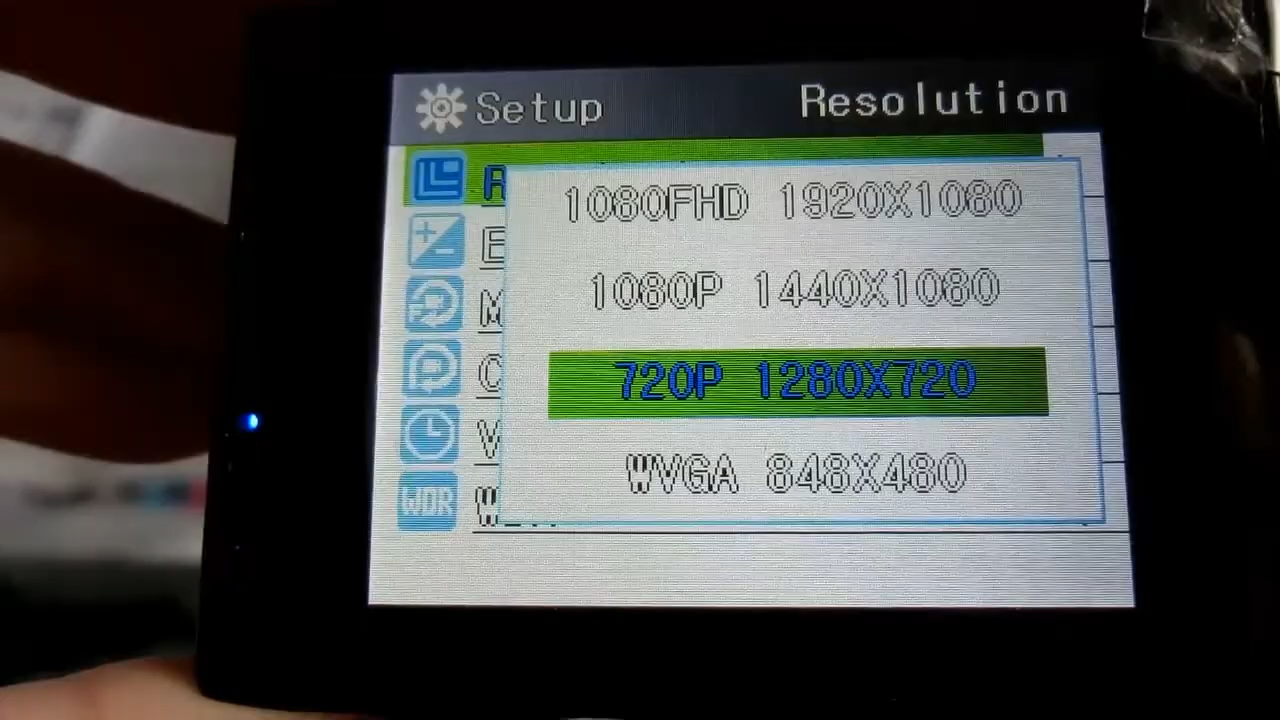 Setup
Resolution
1080FHD 1920X1080
1080P 1440X1080
720P 1280X720
WVGA 848X480
R
E
M
C
V
WDR